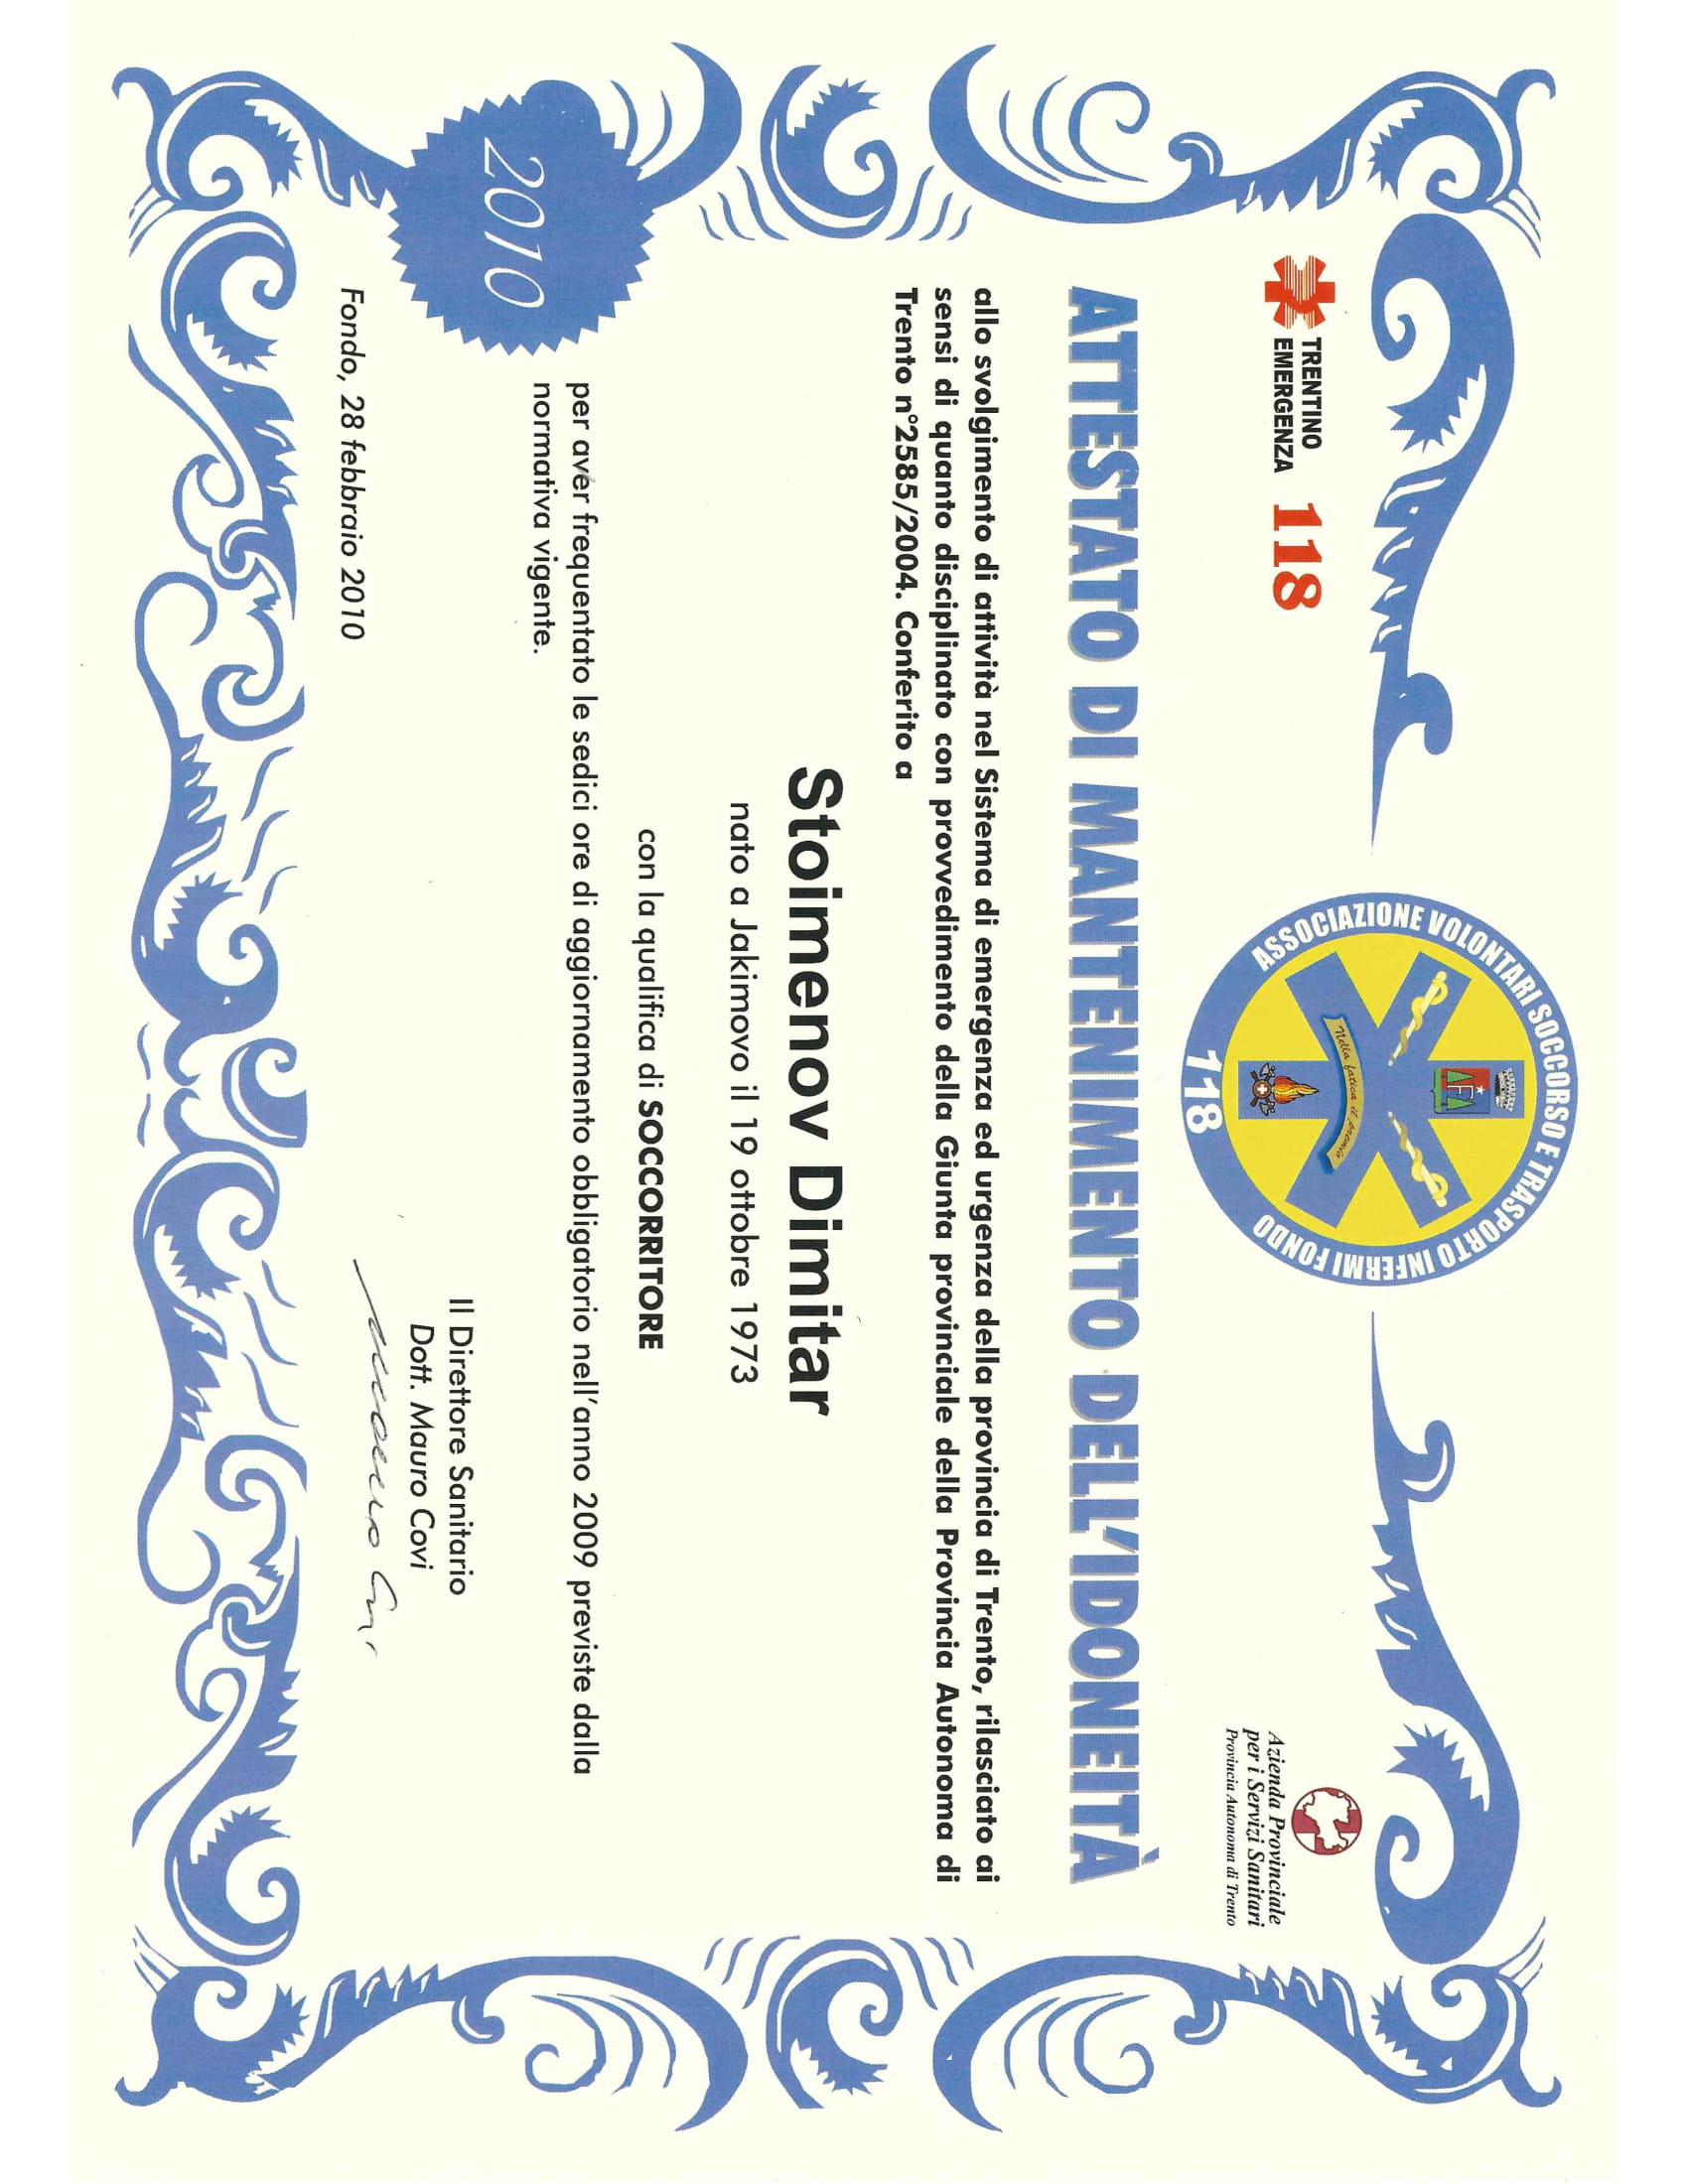 TRENTINO
EMERGENZA 118
ASSOCIAZIONE VOLONTARI SOCCORSO E TRASPORTO INFERMI FONDO
118
Nella fatica il
Azienda Provinciale
per i Servizi Sanitari
Provincia Autonoma di Trento
ATTESTATO DI MANTENIMENTO DELL'IDONEITÀ
allo svolgimento di attività nel Sistema di emergenza ed urgenza della provincia di Trento, rilasciato ai
sensi di quanto disciplinato con provvedimento della Giunta provinciale della Provincia Autonoma di
Trento n°2585/2004. Conferito a
Stoimenov Dimitar
nato a Jakimovo il 19 ottobre 1973
con la qualifica di SOCCORRITORE
per aver frequentato le sedici ore di aggiornamento obbligatorio nell'anno 2009 previste dalla
normativa vigente.
2010
Il Direttore Sanitario
Dott. Mauro Covi
Fondo, 28 febbraio 2010